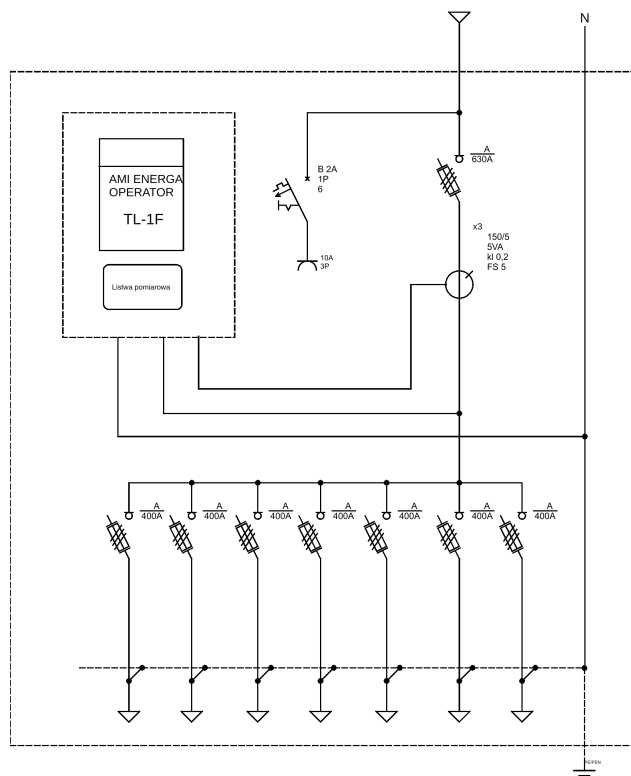 N
A
630A
B 2A
1P
6
AMI ENERGA
OPERATOR
TL-1F
x3
150/5
5VA
kl 0,2
FS 5
10A
3P
Listwa pomiarowa
A
400A
A
400A
A
400A
A
400A
A
400A
A
400A
A
400A
PE/PEN